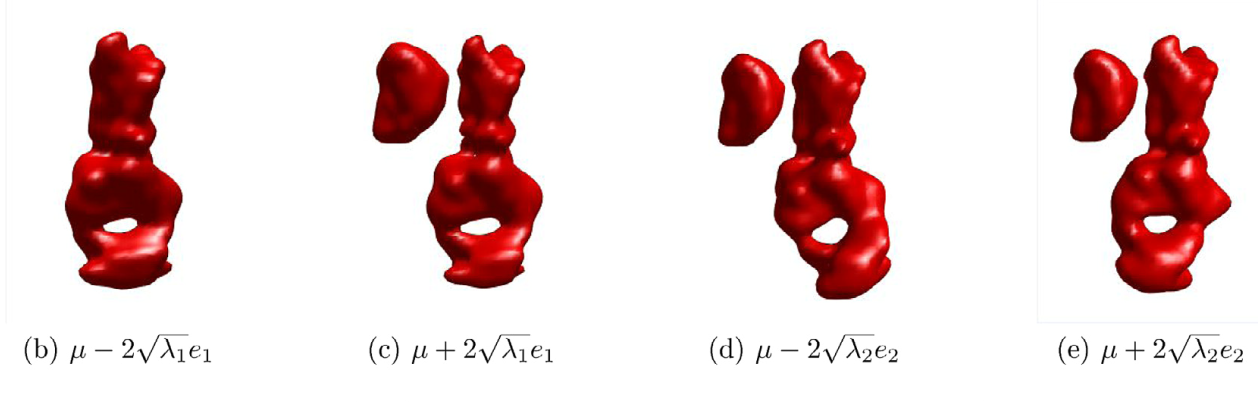 (b) μ − 2√λ₁e₁
(c) μ + 2√λ₁e₁
(d) μ − 2√λ₂e₂
(e) μ + 2√λ₂e₂